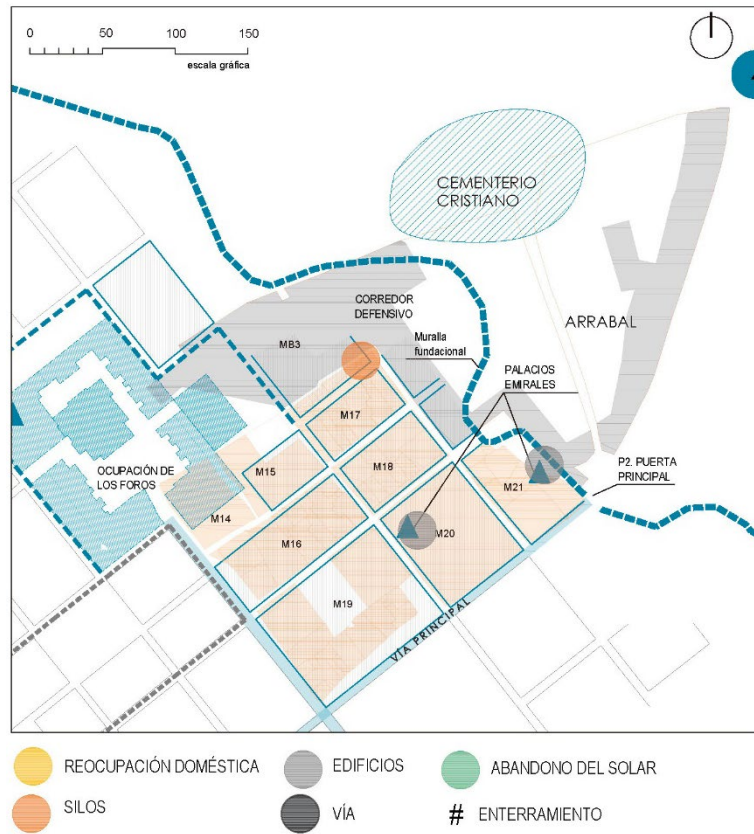 0 50 100 150
escala gráfica
CEMENTERIO
CRISTIANO
CORREDOR
DEFENSIVO
ARRABAL
MB3
Muralla
fundacional
PALACIOS
EMIRALES
M17
P2. PUERTA
PRINCIPAL
OCUPACIÓN DE
LOS FOROS
M15
M18
M21
M14
M16
M20
M19
VÍA PRINCIPAL
REOCUPACIÓN DOMÉSTICA
EDIFICIOS
ABANDONO DEL SOLAR
SILOS
VÍA
# ENTERRAMIENTO